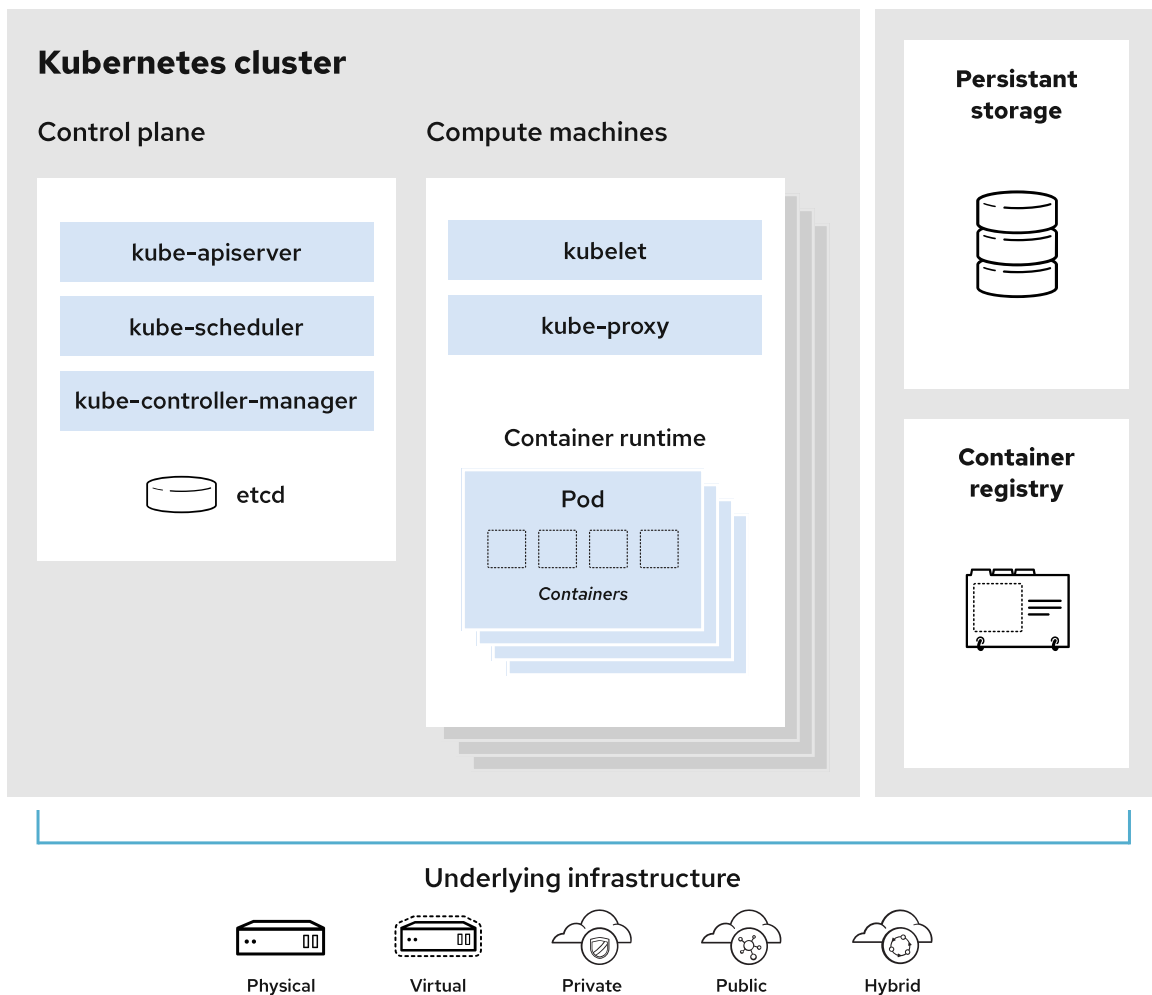 Kubernetes cluster
Control plane
kube-apiserver
kube-scheduler
kube-controller-manager
etcd
Compute machines
kubelet
kube-proxy
Container runtime
Pod
Containers
Persistant
storage
Container
registry
Underlying infrastructure
Physical
Virtual
Private
Public
Hybrid